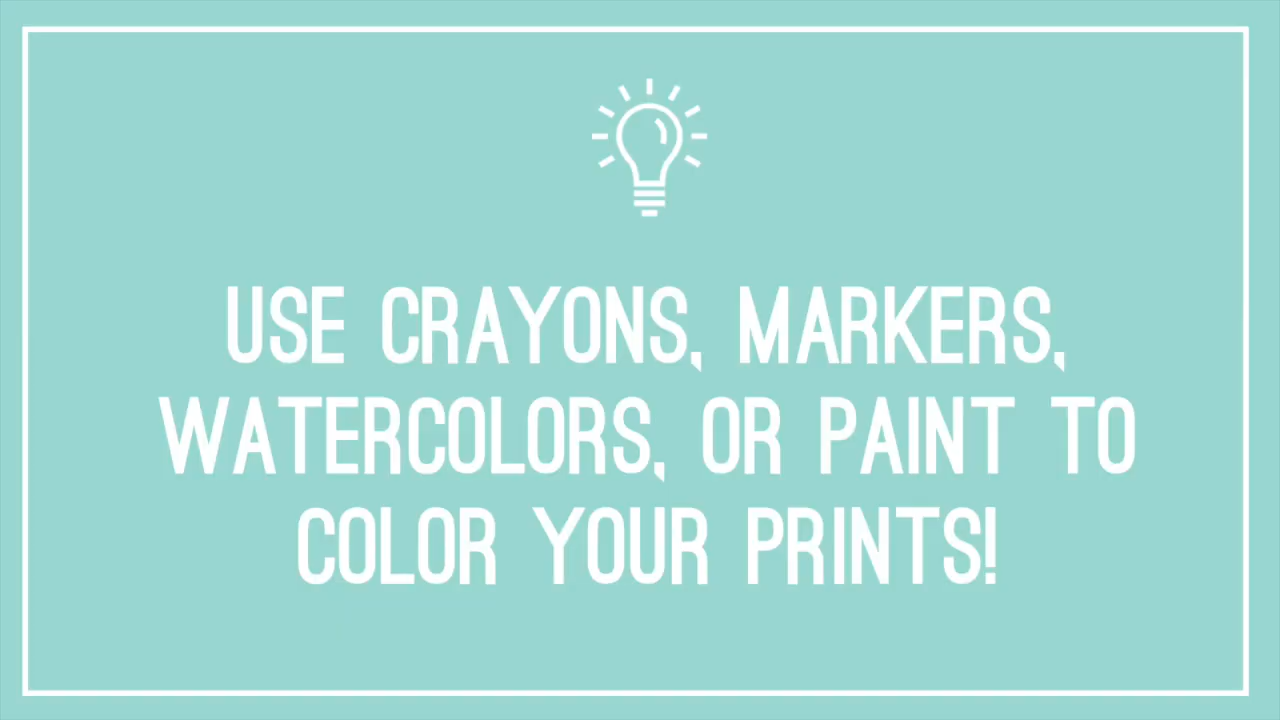 USE CRAYONS, MARKERS,
WATERCOLORS, OR PAINT TO
COLOR YOUR PRINTS!